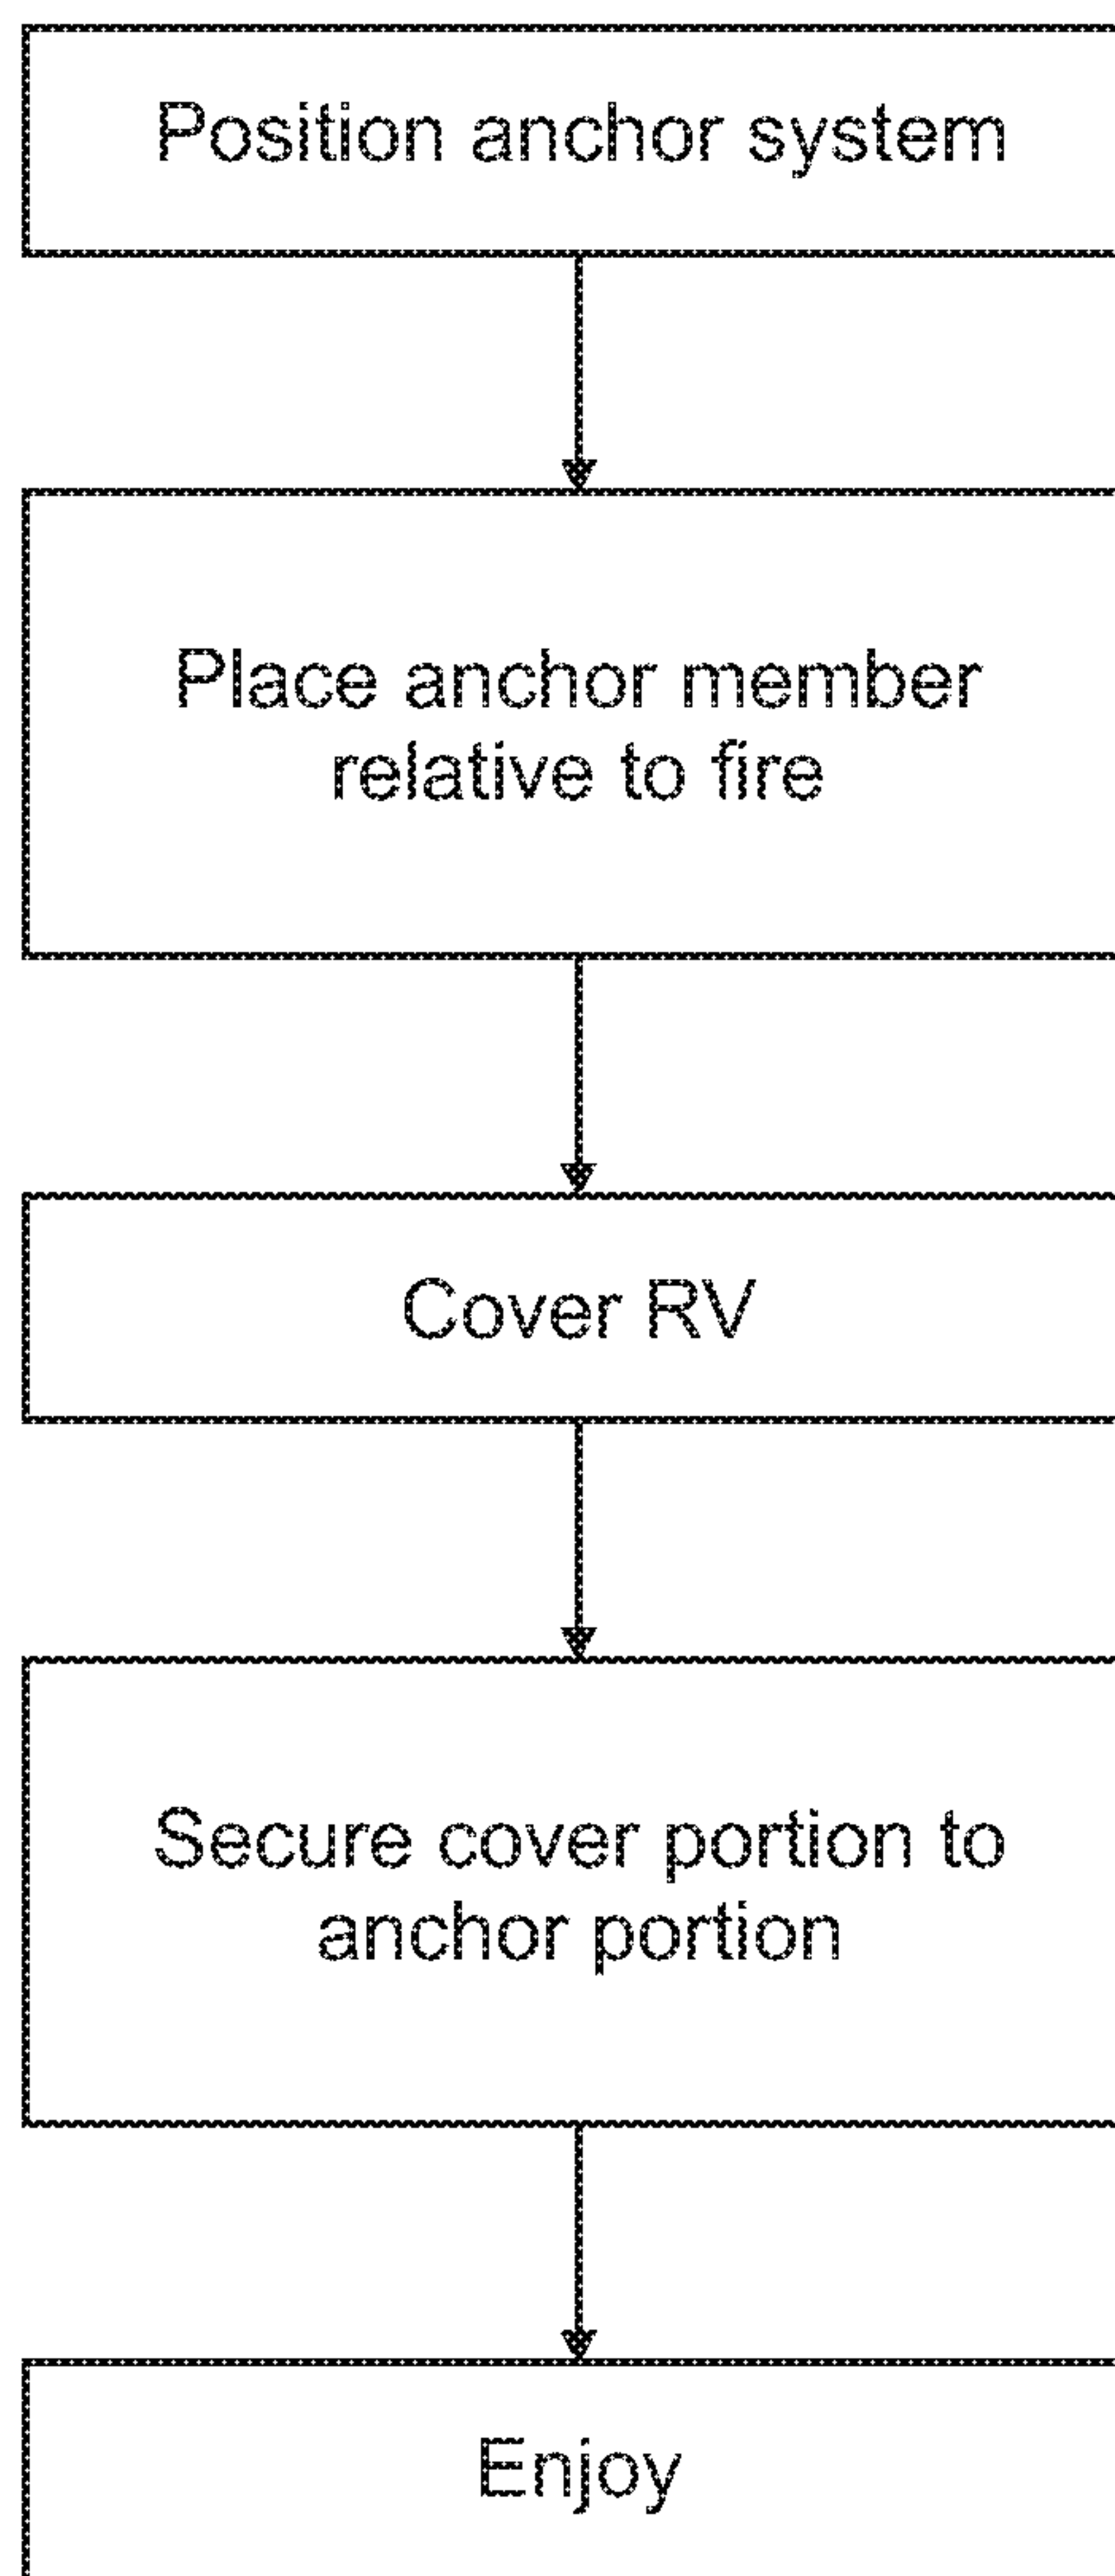 Position anchor system
Place anchor member
relative to fire
Cover RV
Secure cover portion to
anchor portion
Enjoy